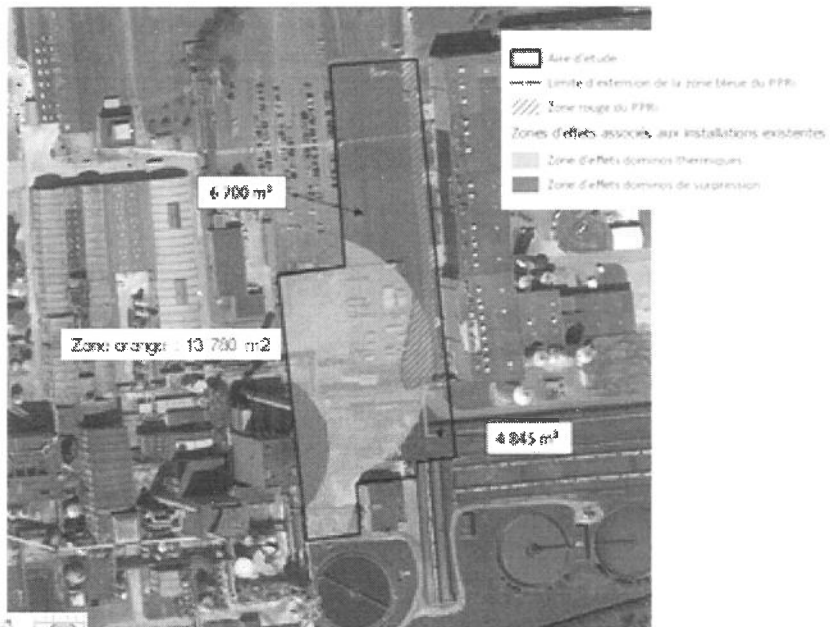 Aire d'étude
Limite d'extension de la zone bleue du PPRi
Zone rouge du PPRi
Zones d'effets associés aux installations existentes
Zone d'effets dominos thermiques
Zone d'effets dominos de surpression
6 700 m²
Zone orange : 13 780 m2
4 845 m²